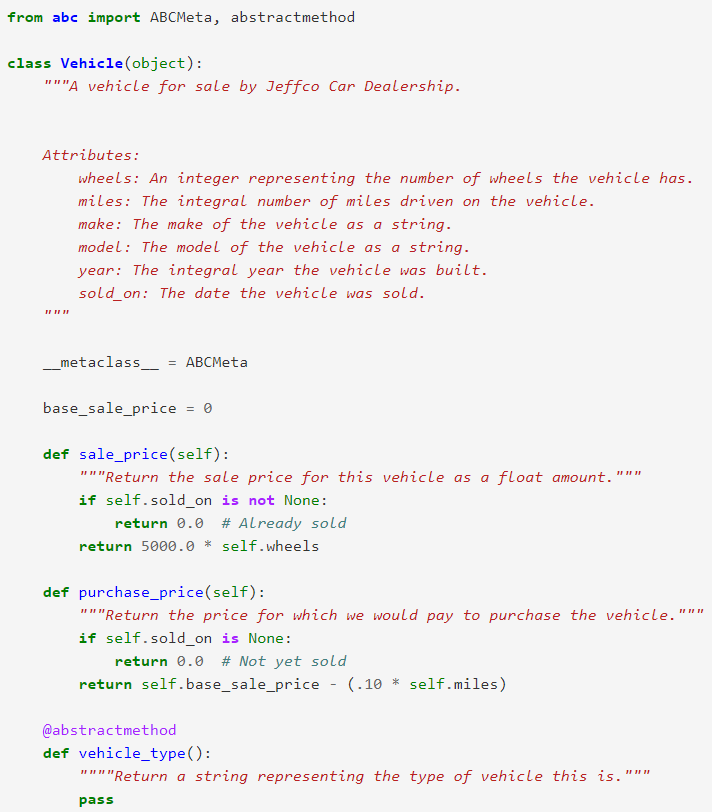 from abc import ABCMeta, abstractmethod
class Vehicle(object):
    """A vehicle for sale by Jeffco Car Dealership.
    Attributes:
        wheels: An integer representing the number of wheels the vehicle has.
        miles: The integral number of miles driven on the vehicle.
        make: The make of the vehicle as a string.
        model: The model of the vehicle as a string.
        year: The integral year the vehicle was built.
        sold_on: The date the vehicle was sold.
    """
    __metaclass__ = ABCMeta
    base_sale_price = 0
    def sale_price(self):
        """Return the sale price for this vehicle as a float amount."""
        if self.sold_on is not None:
            return 0.0  # Already sold
        return 5000.0 * self.wheels
    def purchase_price(self):
        """Return the price for which we would pay to purchase the vehicle."""
        if self.sold_on is None:
            return 0.0  # Not yet sold
        return self.base_sale_price - (.10 * self.miles)
    @abstractmethod
    def vehicle_type():
        """"Return a string representing the type of vehicle this is."""
        pass